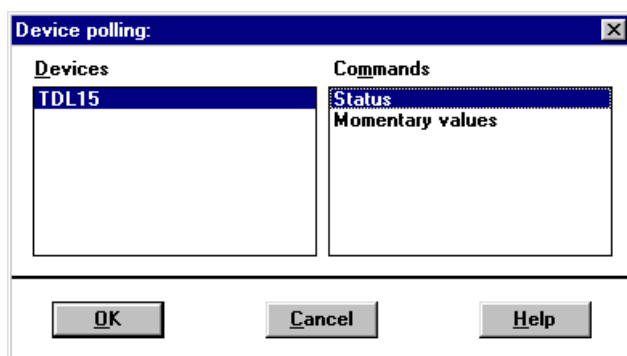 Device polling:
Devices
Commands
TDL15
Status
Momentary values
OK
Cancel
Help